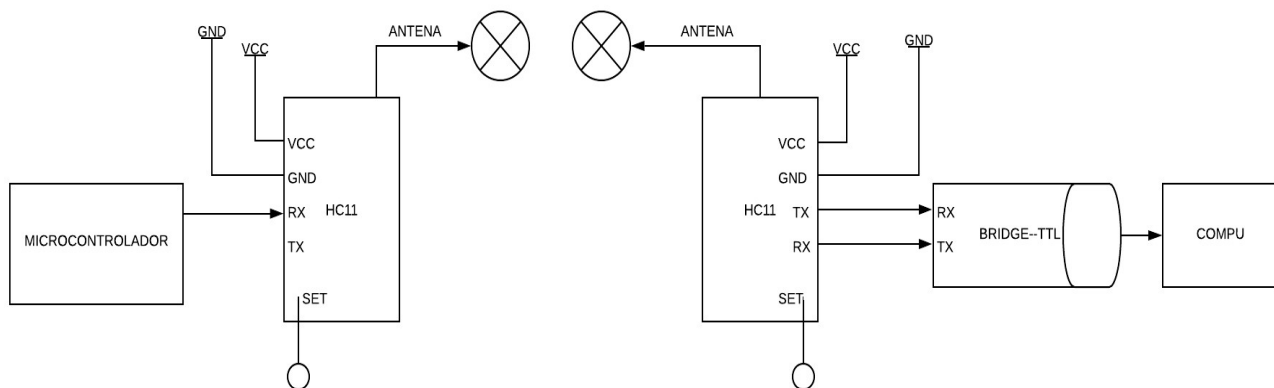 GND
VCC
ANTENA
VCC
GND
RX
TX
HC11
SET
MICROCONTROLADOR
ANTENA
VCC
GND
VCC
GND
HC11
TX
RX
SET
RX
TX
BRIDGE--TTL
COMPU